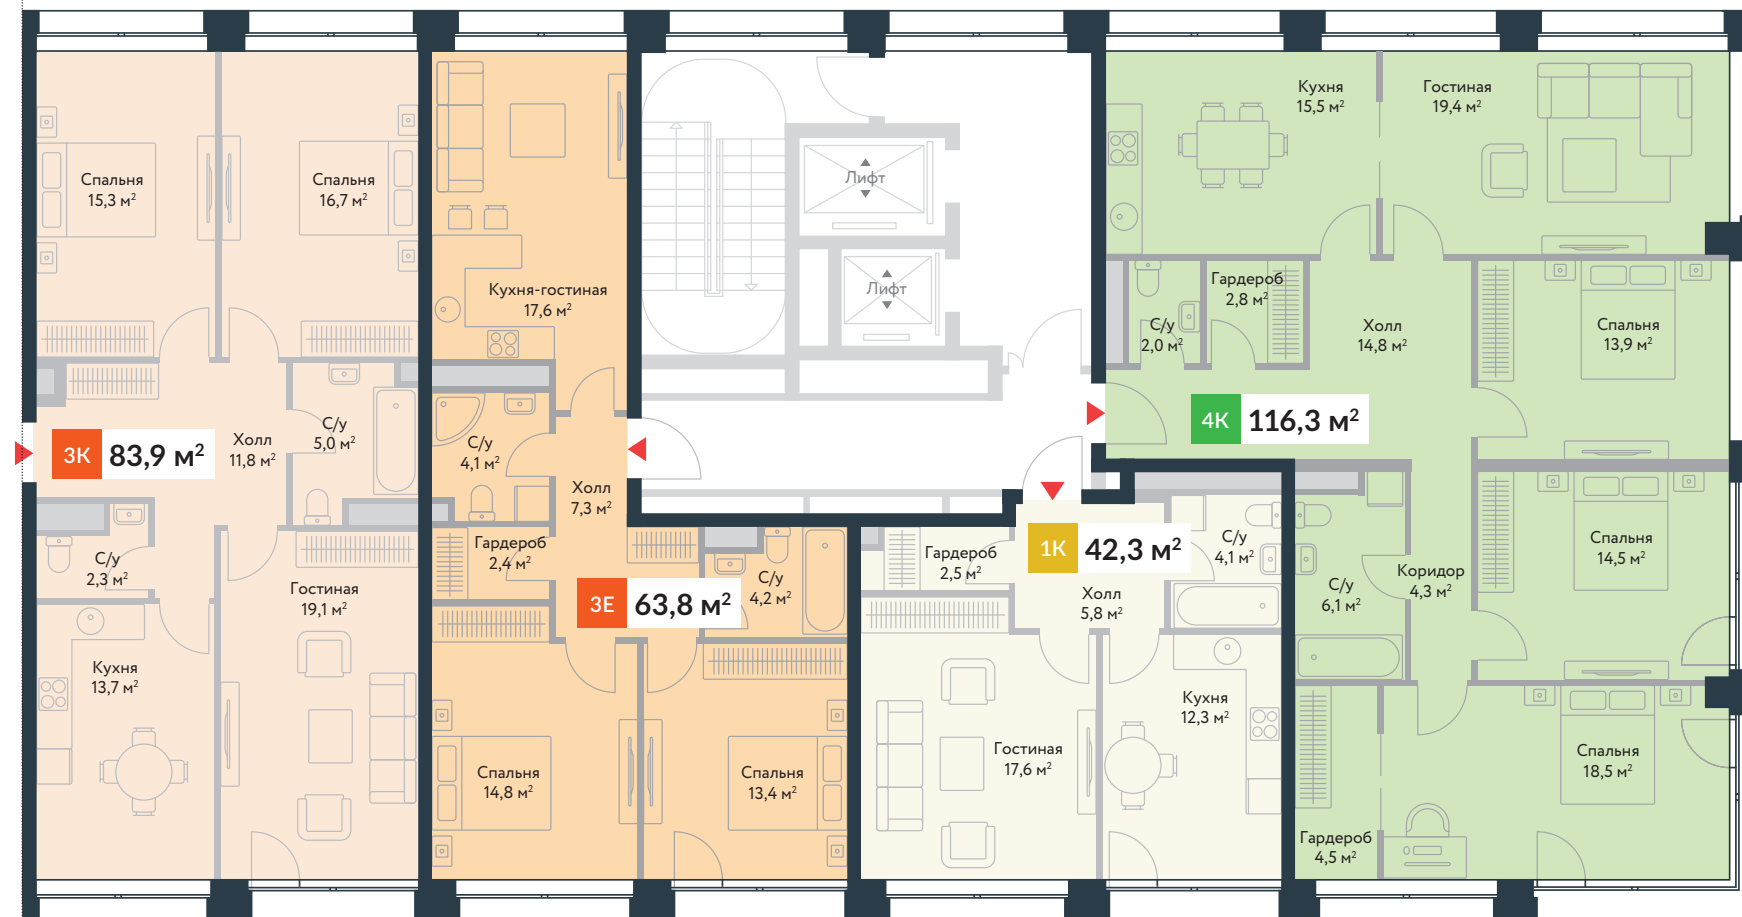 Спальня
15,3 м²
Спальня
16,7 м²
Холл
11,8 м²
С/у
5,0 м²
3К
83,9 м²
С/у
2,3 м²
Гостиная
19,1 м²
Кухня
13,7 м²
Кухня-гостиная
17,6 м²
С/у
4,1 м²
Холл
7,3 м²
Гардероб
2,4 м²
3Е
63,8 м²
С/у
4,2 м²
Спальня
14,8 м²
Спальня
13,4 м²
Лифт
Лифт
Гардероб
2,5 м²
1К
42,3 м²
С/у
4,1 м²
Холл
5,8 м²
Гостиная
17,6 м²
Кухня
12,3 м²
Кухня
15,5 м²
Гостиная
19,4 м²
Гардероб
2,8 м²
С/у
2,0 м²
Холл
14,8 м²
Спальня
13,9 м²
4К
116,3 м²
Спальня
14,5 м²
Коридор
4,3 м²
С/у
6,1 м²
Спальня
18,5 м²
Гардероб
4,5 м²